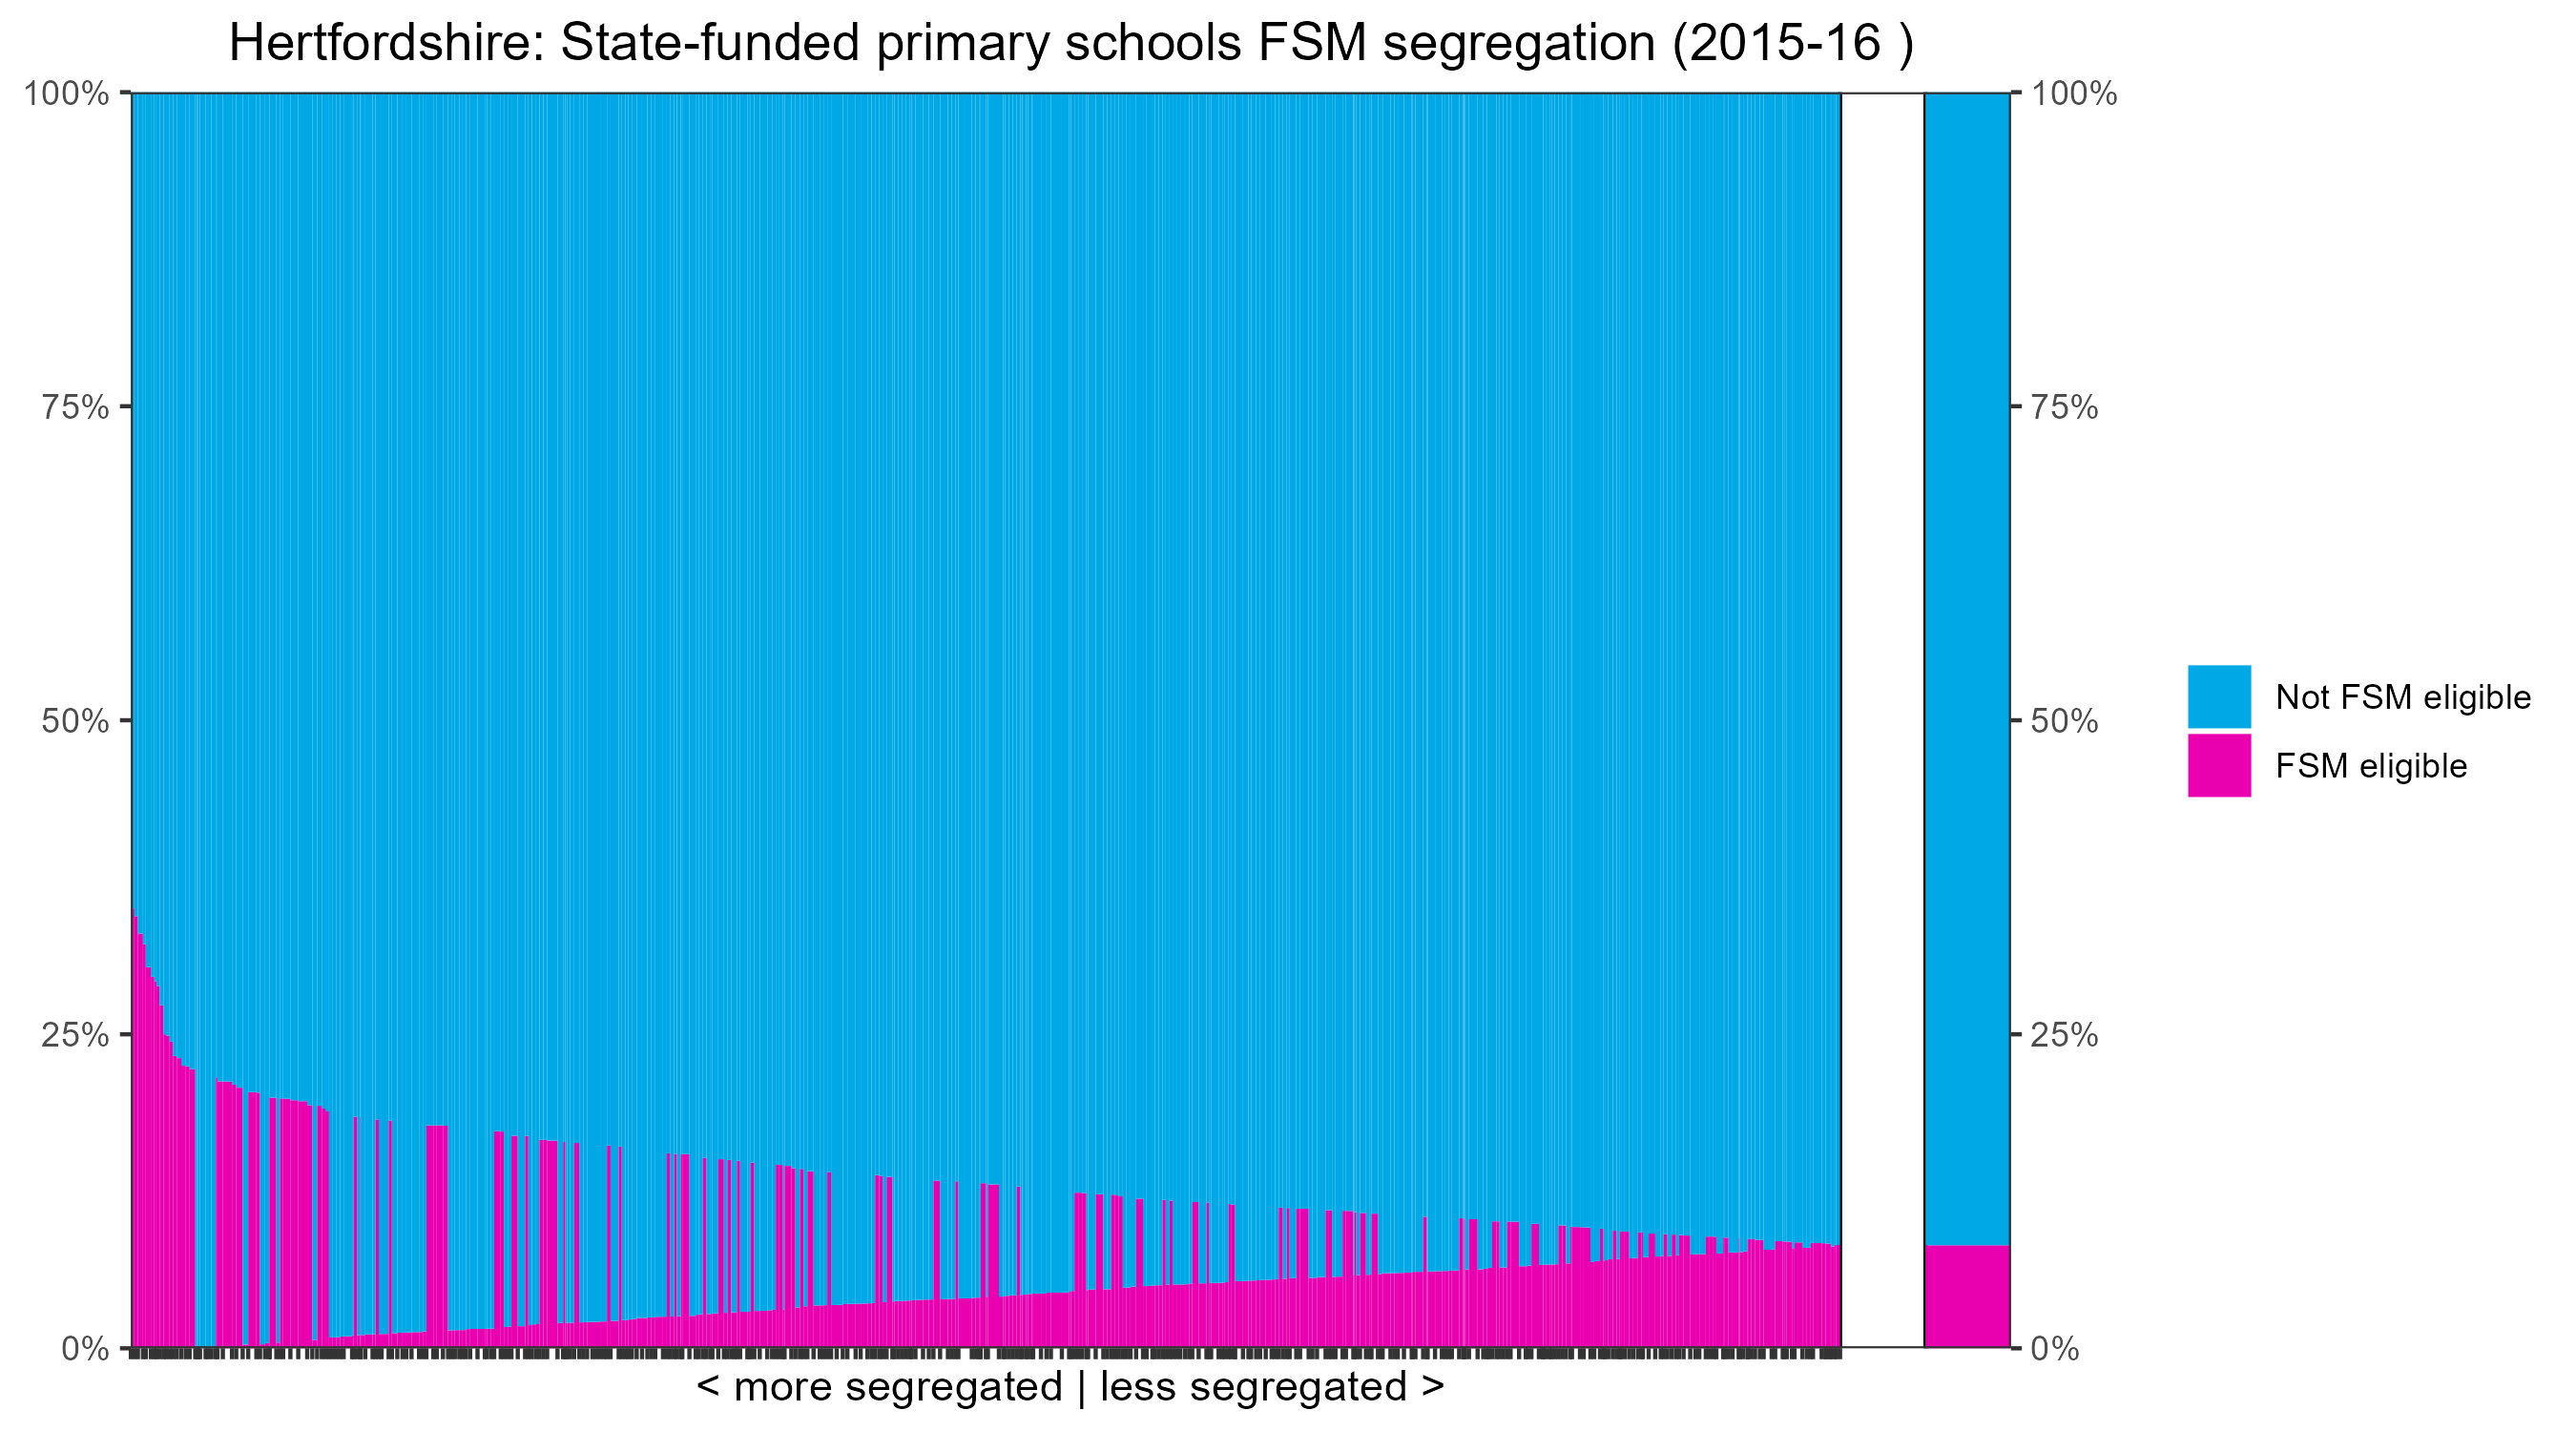 Hertfordshire: State-funded primary schools FSM segregation (2015-16 )
100%
75%
50%
25%
0%
100%
75%
50%
25%
0%
Not FSM eligible
FSM eligible
< more segregated | less segregated >